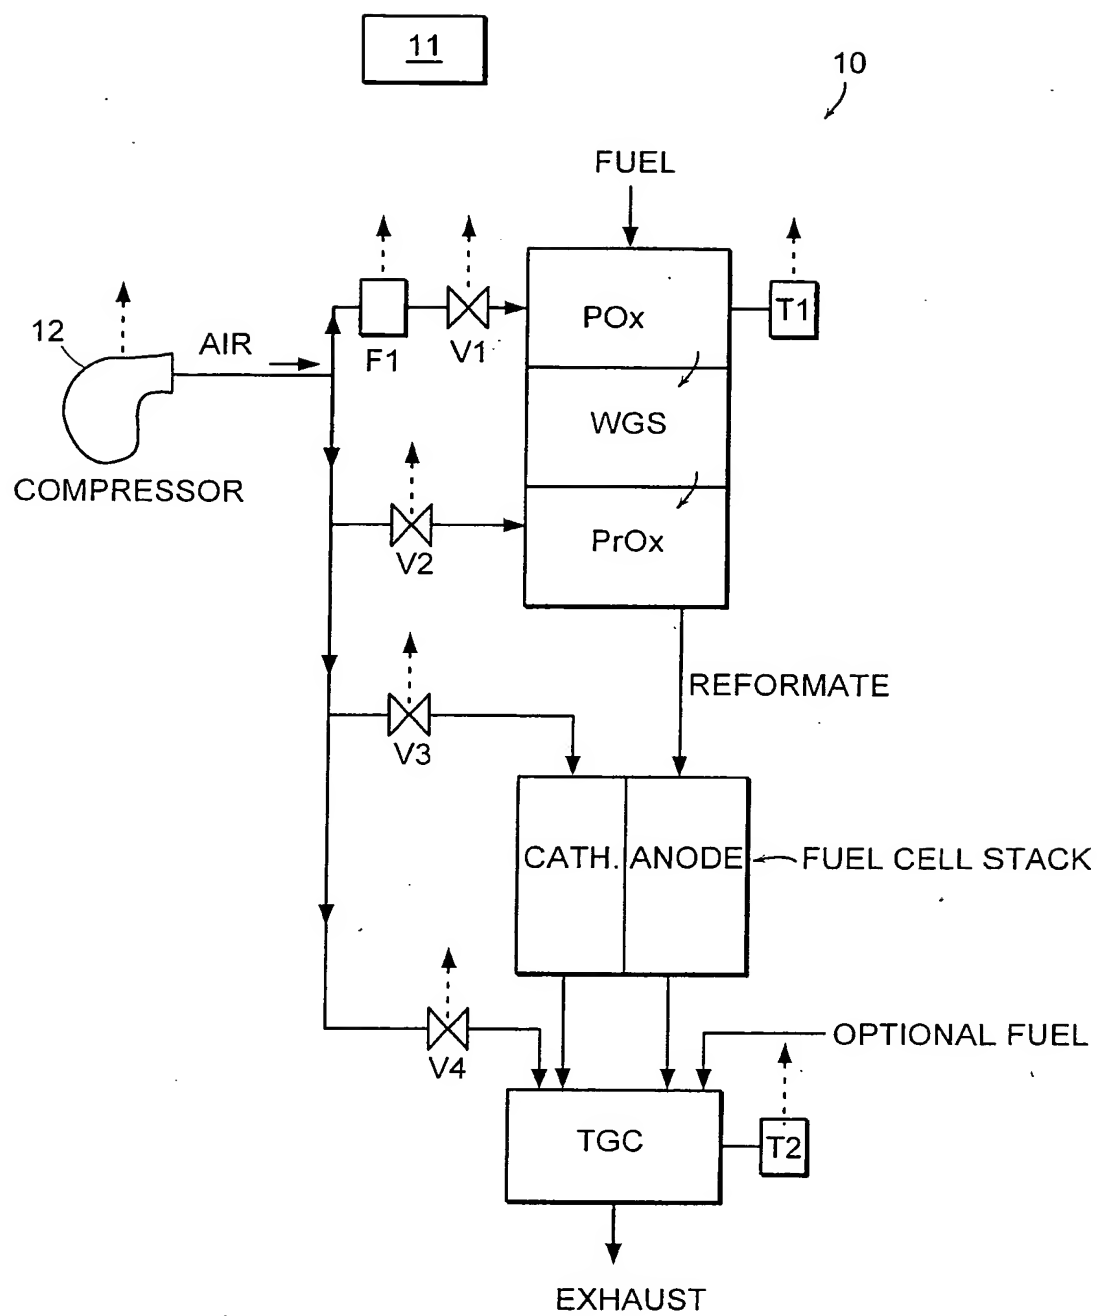 11
10
FUEL
12
AIR
F1
V1
POx
T1
WGS
COMPRESSOR
V2
PrOx
REFORMATE
V3
CATH.
ANODE
FUEL CELL STACK
V4
OPTIONAL FUEL
TGC
T2
EXHAUST